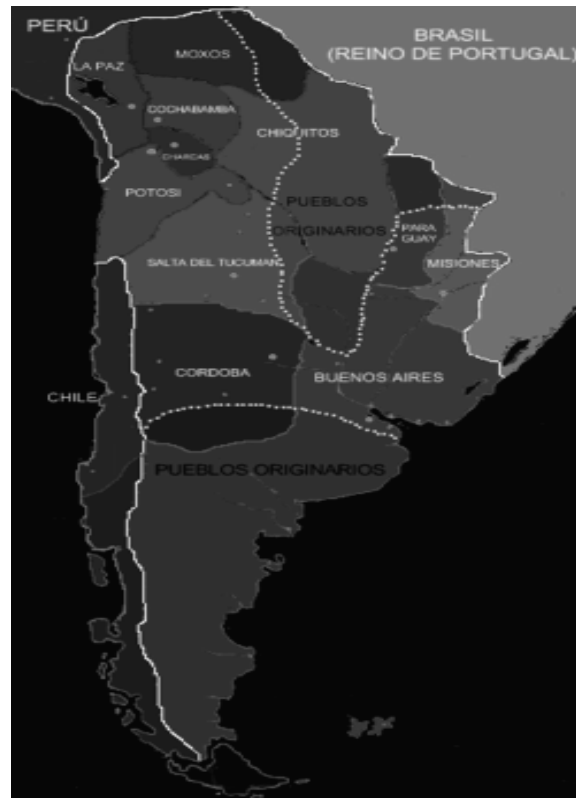 PERÚ
BRASIL
(REINO DE PORTUGAL)
MOXOS
LA PAZ
COCHABAMBA
CHIQUITOS
CHARCAS
POTOSI
PUEBLOS
ORIGINARIOS
PARA
GUAY
SALTA DEL TUCUMAN
MISIONES
CORDOBA
BUENOS AIRES
CHILE
PUEBLOS ORIGINARIOS